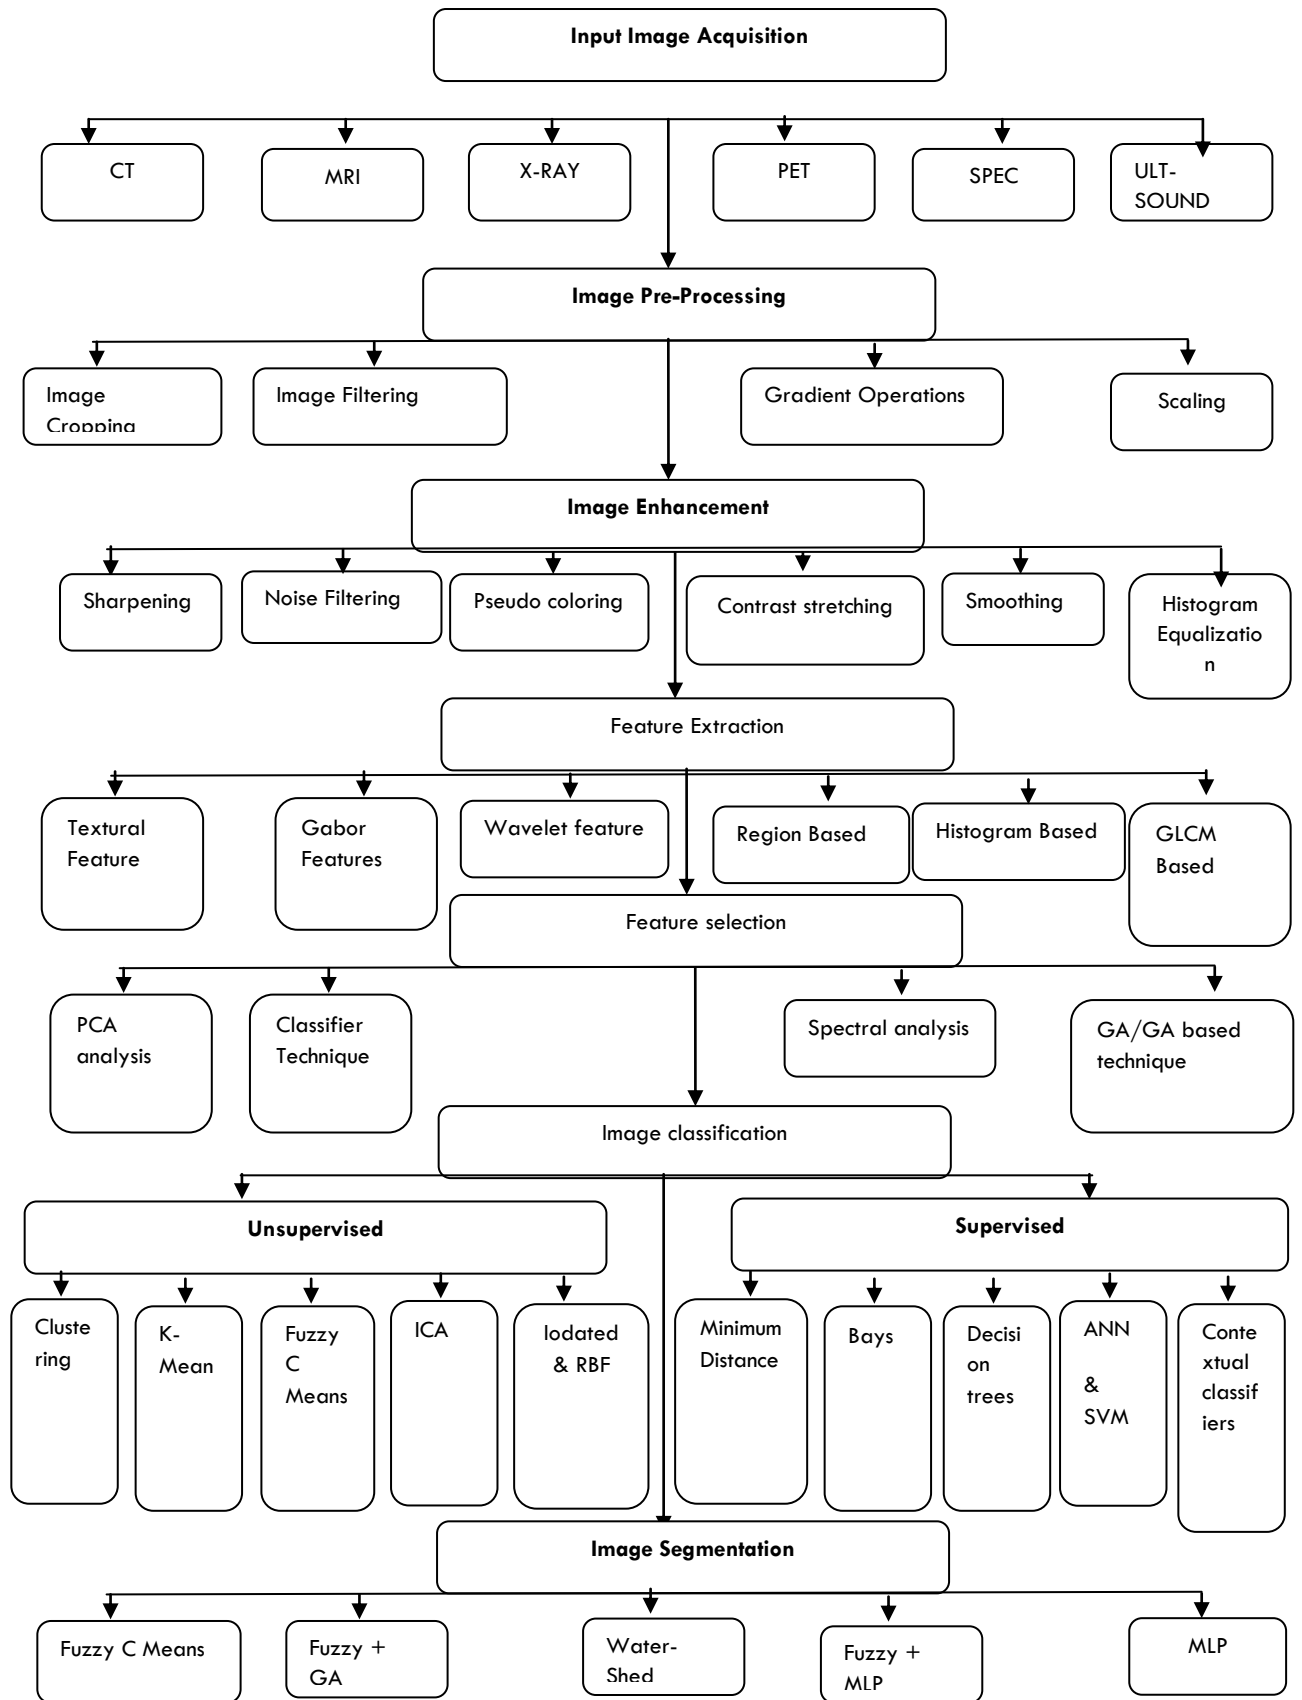 Input Image Acquisition
CT
MRI
X-RAY
PET
SPEC
ULT-
SOUND
Image Pre-Processing
Image
Cropping
Image Filtering
Gradient Operations
Scaling
Image Enhancement
Sharpening
Noise Filtering
Pseudo coloring
Contrast stretching
Smoothing
Histogram
Equalizatio
n
Feature Extraction
Textural
Feature
Gabor
Features
Wavelet feature
Region Based
Histogram Based
GLCM
Based
Feature selection
PCA
analysis
Classifier
Technique
Spectral analysis
GA/GA based
technique
Image classification
Unsupervised
Supervised
Cluste
ring
K-
Mean
Fuzzy
C
Means
ICA
Iodated
& RBF
Minimum
Distance
Bays
Decisi
on
trees
ANN
&
SVM
Conte
xtual
classif
iers
Image Segmentation
Fuzzy C Means
Fuzzy +
GA
Water-
Shed
Fuzzy +
MLP
MLP